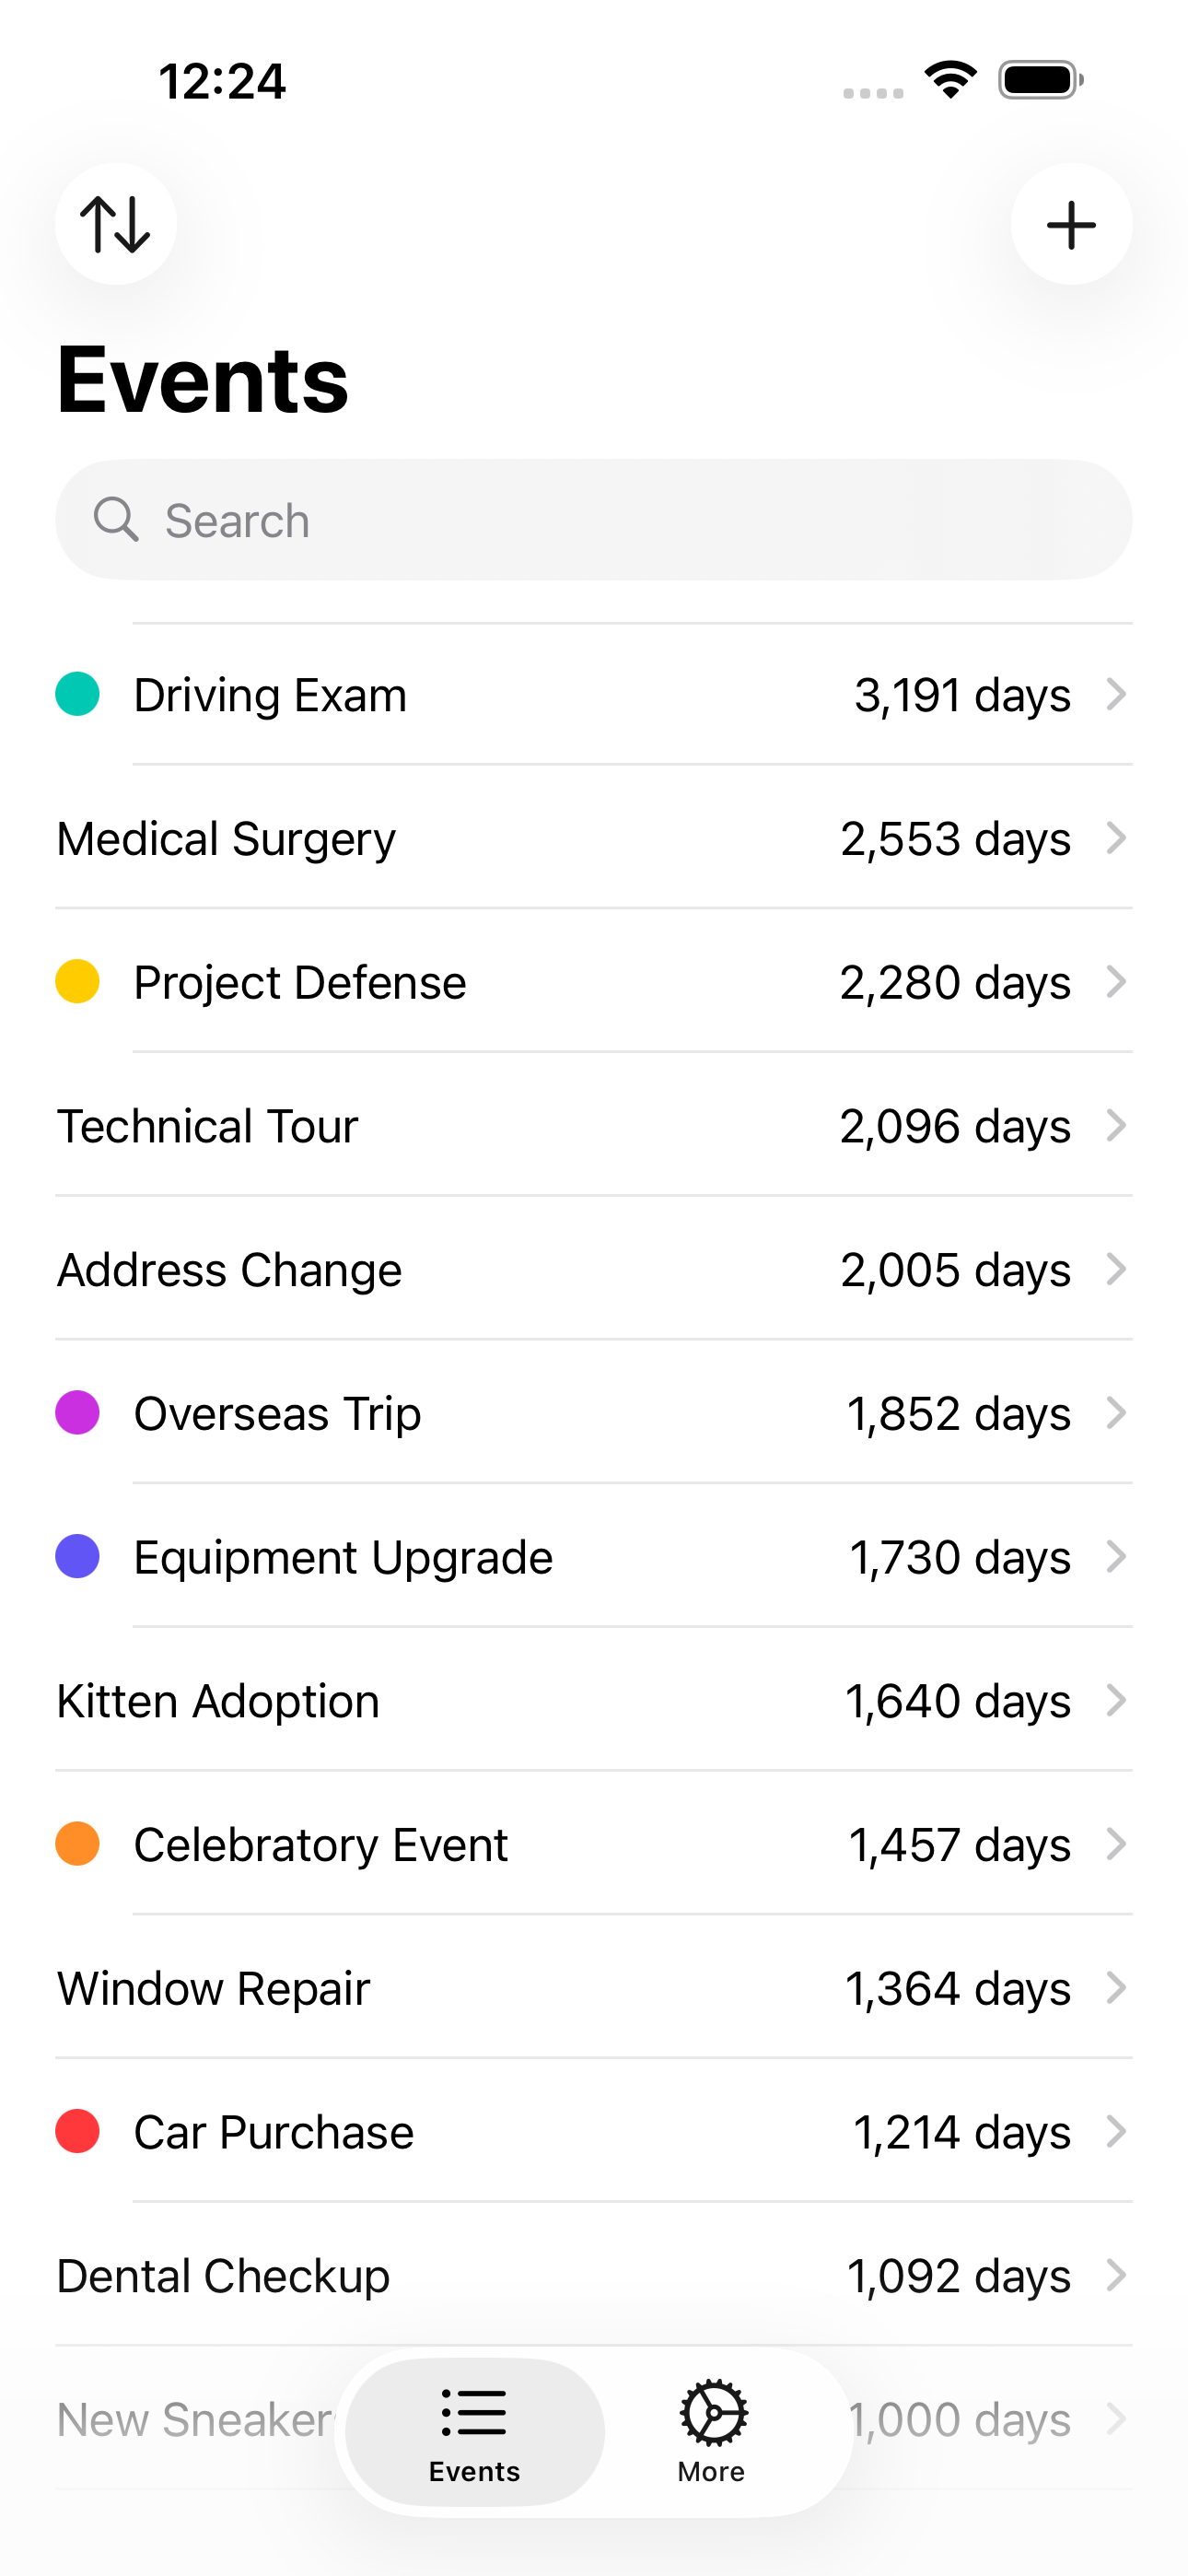 12:24
Events
Search
Driving Exam 3,191 days
Medical Surgery 2,553 days
Project Defense 2,280 days
Technical Tour 2,096 days
Address Change 2,005 days
Overseas Trip 1,852 days
Equipment Upgrade 1,730 days
Kitten Adoption 1,640 days
Celebratory Event 1,457 days
Window Repair 1,364 days
Car Purchase 1,214 days
Dental Checkup 1,092 days
New Sneaker 1,000 days
Events More